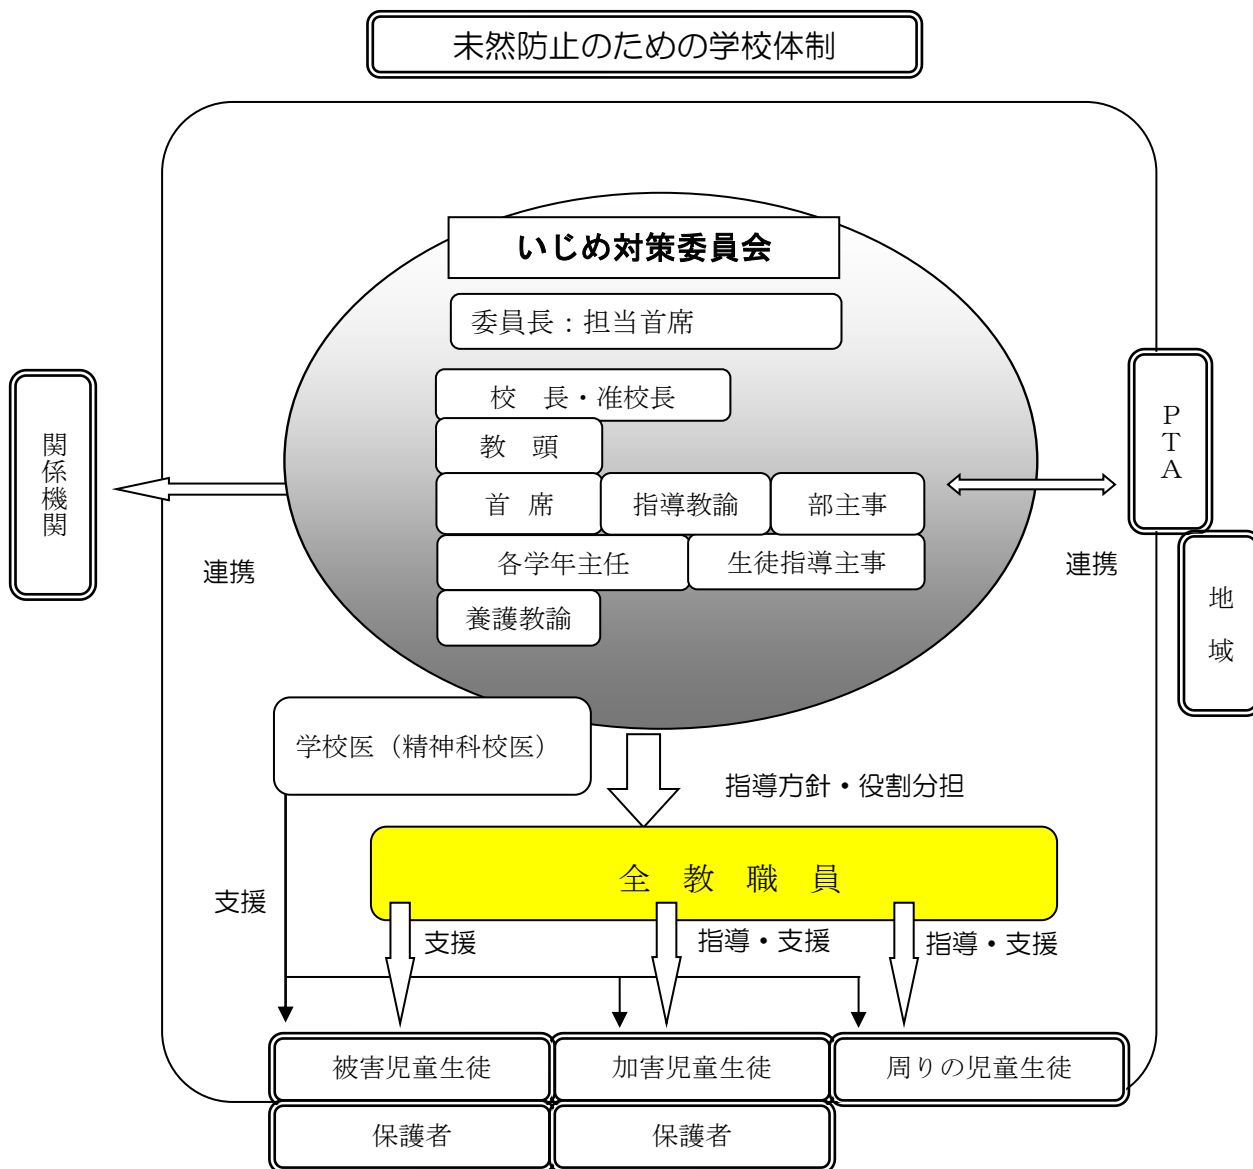 未然防止のための学校体制
いじめ対策委員会
委員長：担当首席
校　長・准校長
教　頭
首 席
指導教諭
部主事
各学年主任
生徒指導主事
養護教諭
関係機関
連携
PTA
連携
地域
学校医（精神科校医）
指導方針・役割分担
全　教　職　員
支援
支援
指導・支援
指導・支援
被害児童生徒
加害児童生徒
周りの児童生徒
保護者
保護者